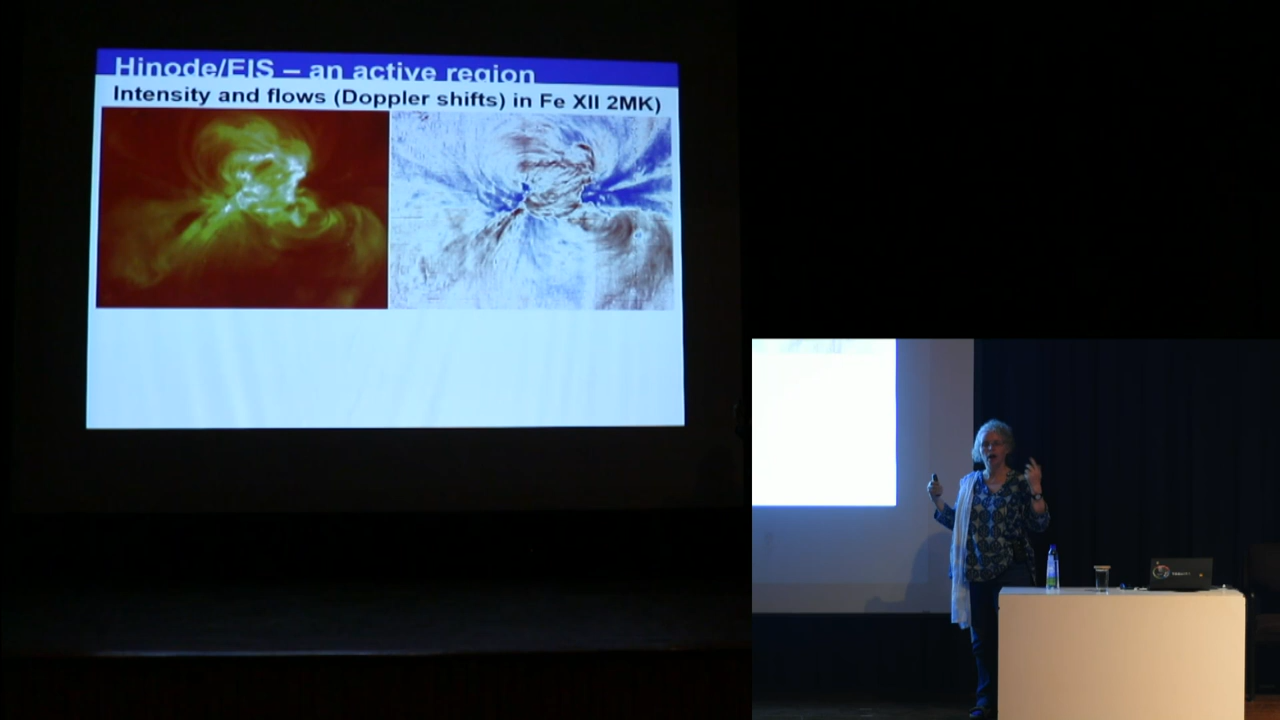 Hinode/EIS – an active region
Intensity and flows (Doppler shifts) in Fe XII 2MK)